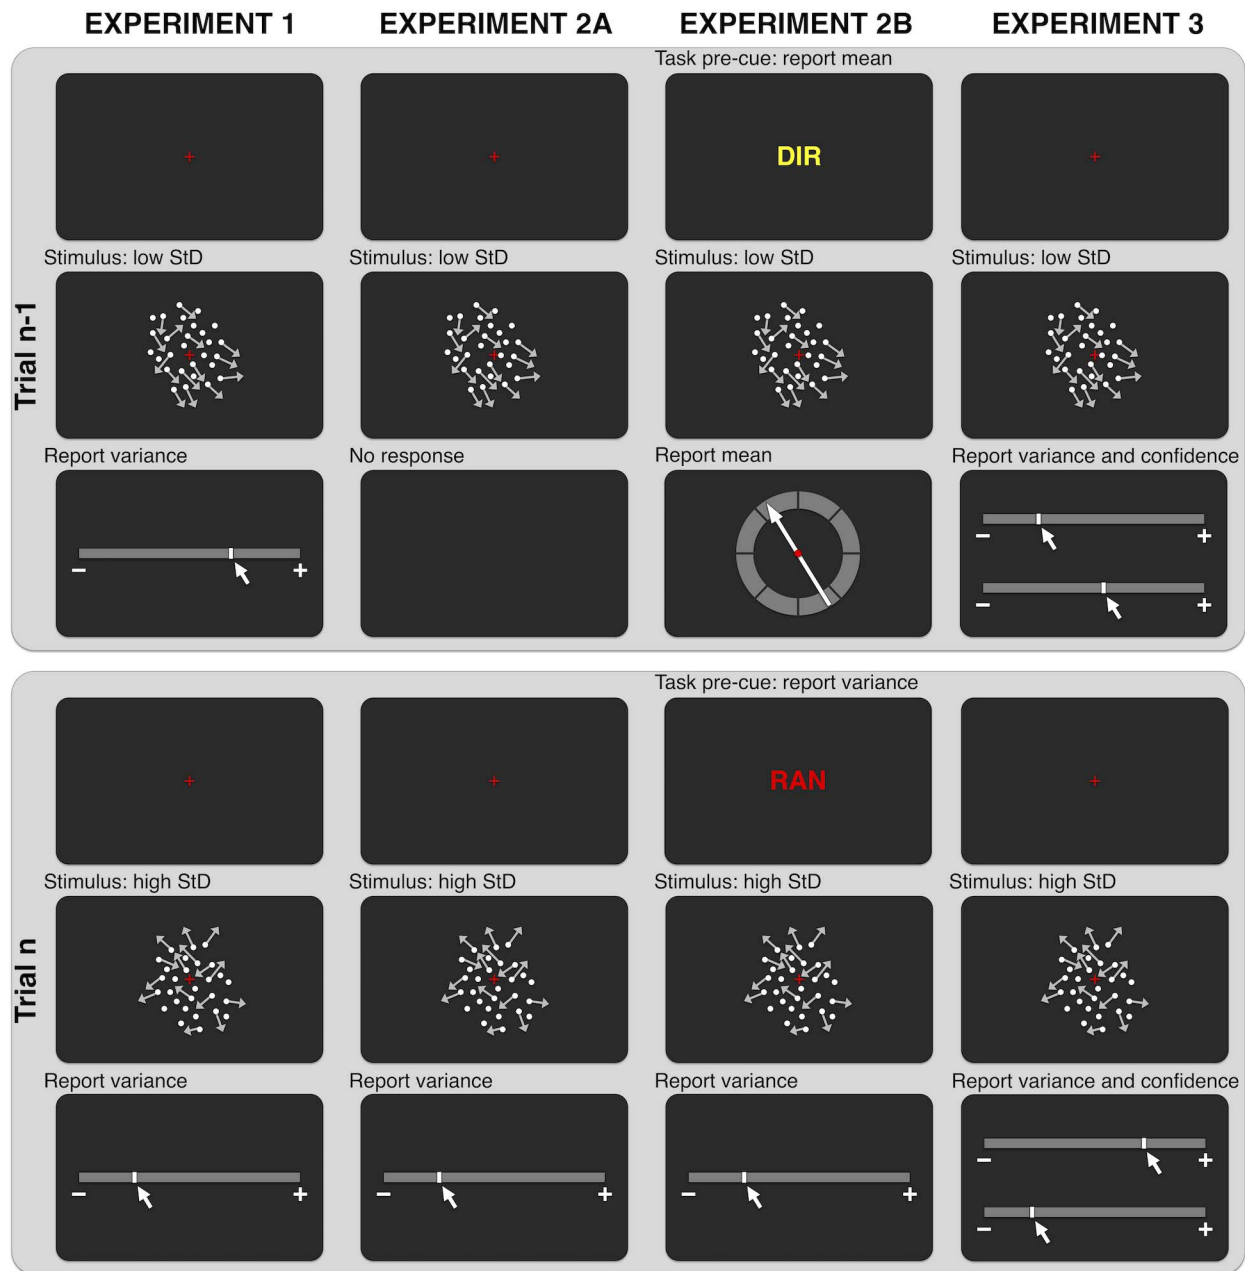 EXPERIMENT 1 EXPERIMENT 2A EXPERIMENT 2B EXPERIMENT 3
Task pre-cue: report mean
DIR
Stimulus: low StD Stimulus: low StD Stimulus: low StD Stimulus: low StD
Trial n-1
Report variance No response Report mean Report variance and confidence
− +
− +
− +
Task pre-cue: report variance
RAN
Stimulus: high StD Stimulus: high StD Stimulus: high StD Stimulus: high StD
Trial n
Report variance Report variance Report variance Report variance and confidence
− +
− + − + − +
− +